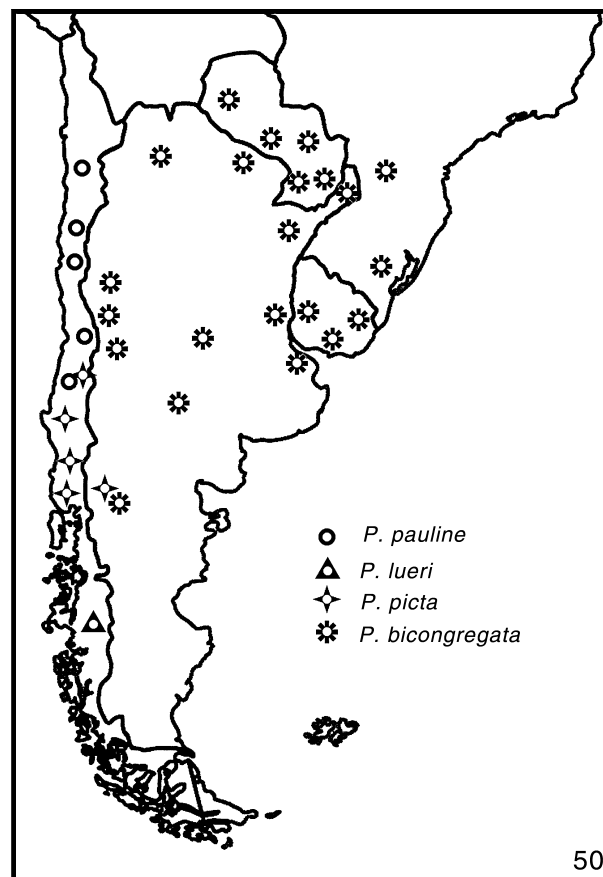 P. pauline
P. lueri
P. picta
P. bicongregata
50